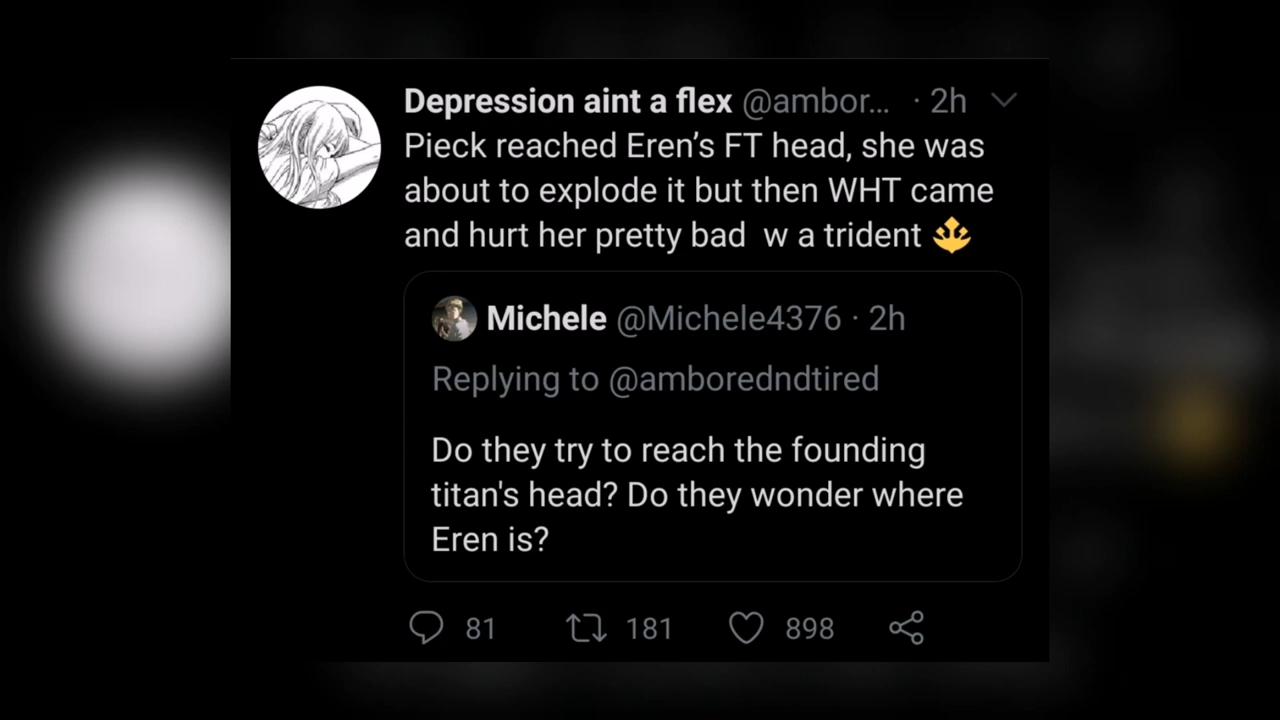 Depression aint a flex @ambor... · 2h
Pieck reached Eren’s FT head, she was
about to explode it but then WHT came
and hurt her pretty bad  w a trident 🔱
Michele @Michele4376 · 2h
Replying to @amboredndtired
Do they try to reach the founding
titan's head? Do they wonder where
Eren is?
81 181 898